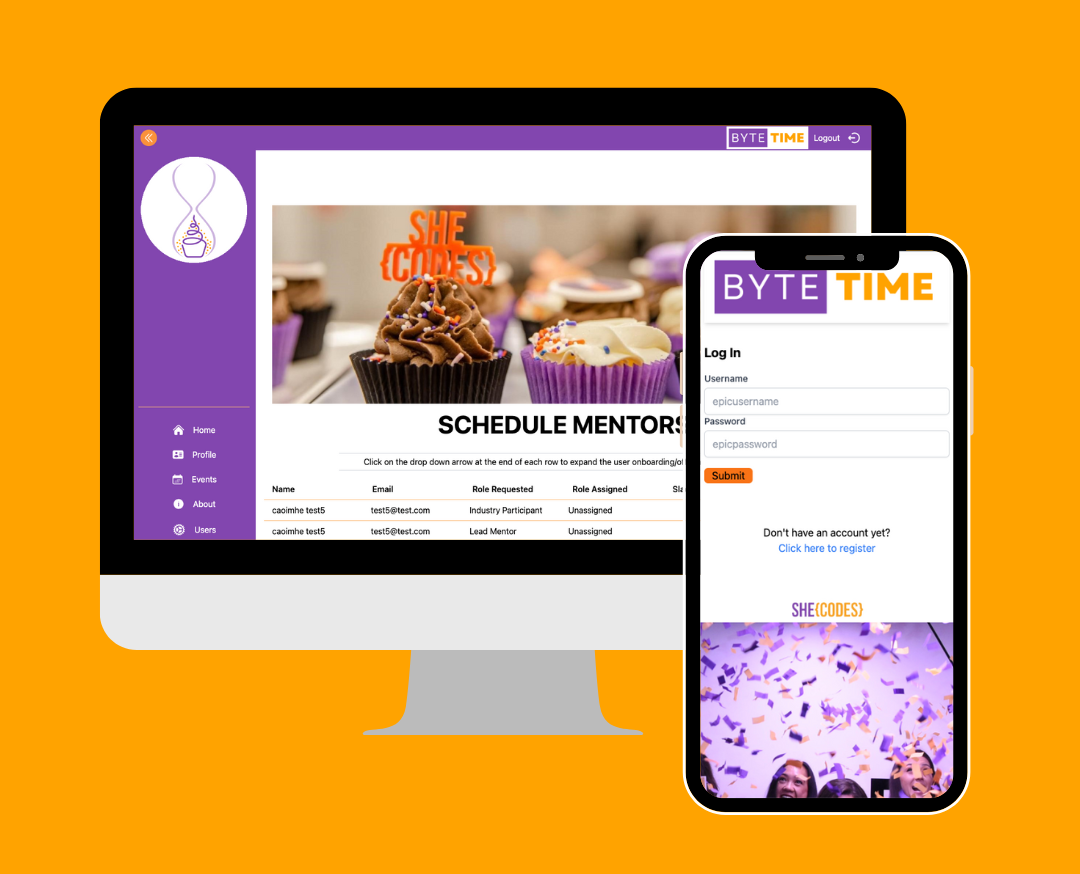 BYTE TIME Logout
SHE
{CODES}
SCHEDULE MENTORS
Click on the drop down arrow at the end of each row to expand the user onboarding/of
Name Email Role Requested Role Assigned Sla
caoimhe test5 test5@test.com Industry Participant Unassigned
caoimhe test5 test5@test.com Lead Mentor Unassigned
Home
Profile
Events
About
Users
BYTE TIME
Log In
Username
epicusername
Password
epicpassword
Submit
Don't have an account yet?
Click here to register
SHE{CODES}